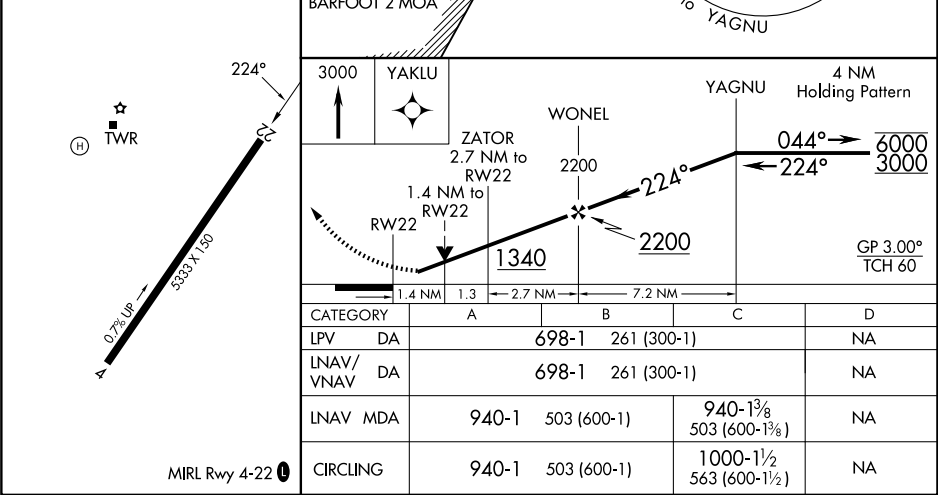 BARFOOT 2 MOA
to YAGNU
224°
22
TWR
H
5333 X 150
0.7% UP
4
MIRL Rwy 4-22 L
3000
YAKLU
ZATOR
2.7 NM to
RW22
1.4 NM to
RW22
RW22
WONEL
2200
YAGNU
4 NM
Holding Pattern
044°
224°
6000
3000
224°
2200
1340
GP 3.00°
TCH 60
1.4 NM 1.3 2.7 NM 7.2 NM
CATEGORY A B C D
LPV DA 698-1 261 (300-1) NA
LNAV/
VNAV DA 698-1 261 (300-1) NA
LNAV MDA 940-1 503 (600-1) 940-1⅜
503 (600-1⅜) NA
CIRCLING 940-1 503 (600-1) 1000-1½
563 (600-1½) NA